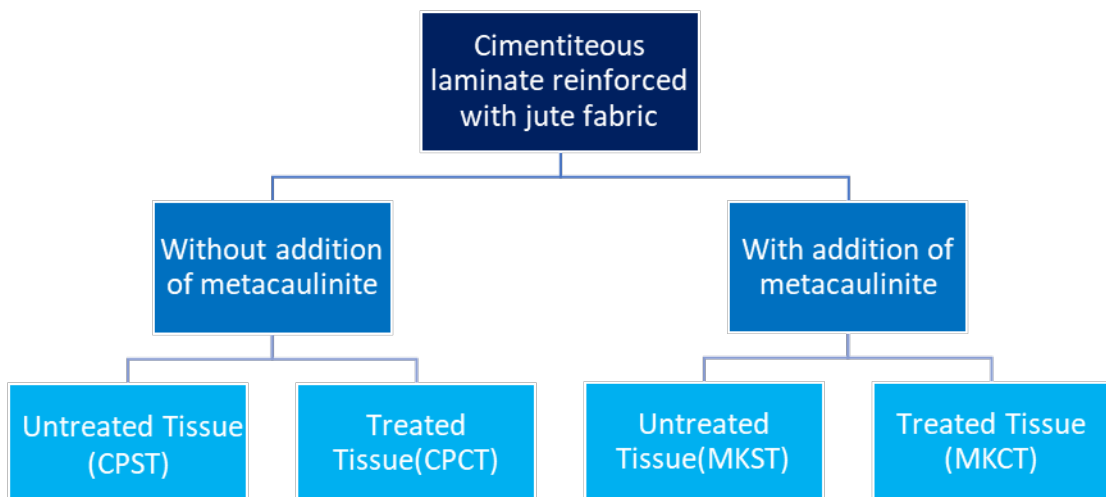 Cimentiteous
laminate reinforced
with jute fabric
Without addition
of metacaulinite
With addition of
metacaulinite
Untreated Tissue
(CPST)
Treated
Tissue(CPCT)
Untreated
Tissue(MKST)
Treated Tissue
(MKCT)